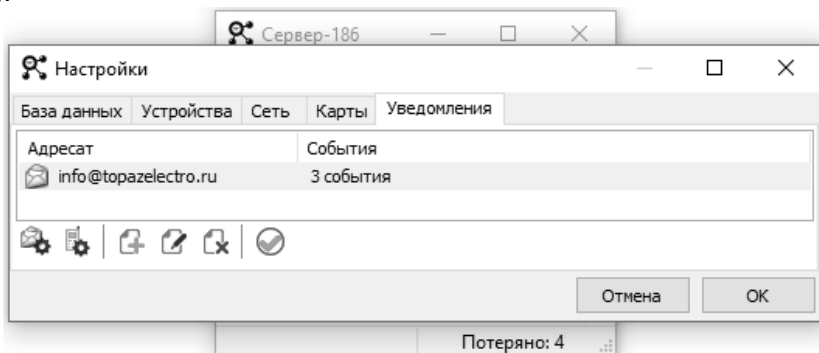 Сервер-186
Настройки
База данных Устройства Сеть Карты Уведомления
Адресат События
info@topazelectro.ru 3 события
Отмена OK
Потеряно: 4